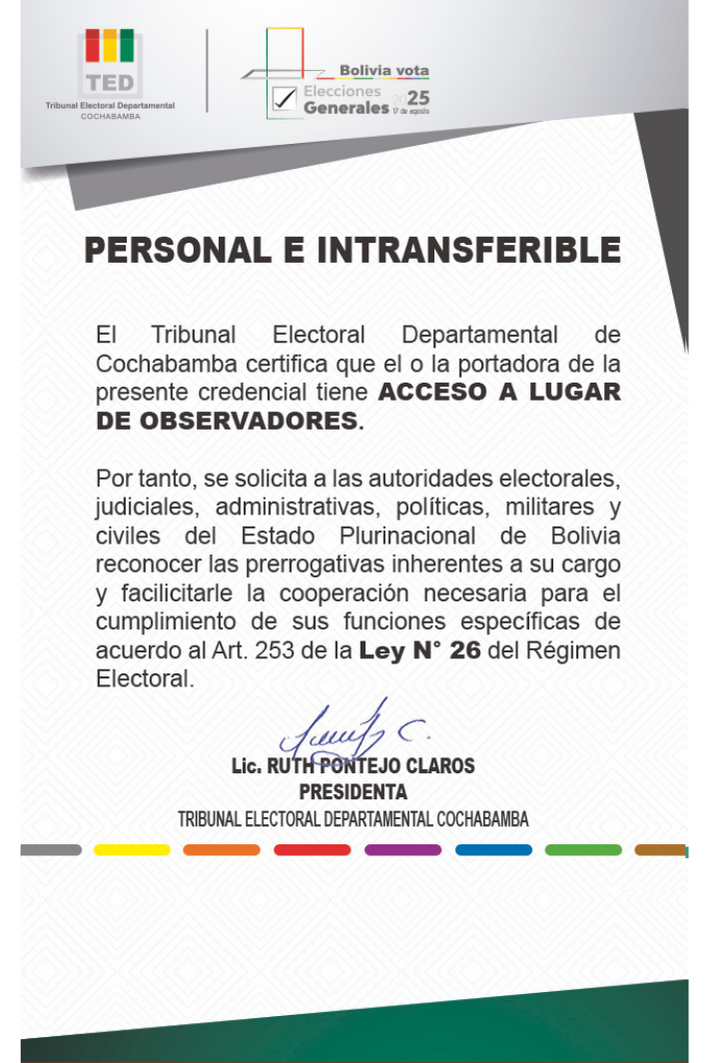 TED
Tribunal Electoral Departamental
COCHABAMBA
Bolivia vota
Elecciones
Generales 2025
17 de agosto
PERSONAL E INTRANSFERIBLE
El Tribunal Electoral Departamental de
Cochabamba certifica que el o la portadora de la
presente credencial tiene ACCESO A LUGAR
DE OBSERVADORES.
Por tanto, se solicita a las autoridades electorales,
judiciales, administrativas, políticas, militares y
civiles del Estado Plurinacional de Bolivia
reconocer las prerrogativas inherentes a su cargo
y facilicitarle la cooperación necesaria para el
cumplimiento de sus funciones específicas de
acuerdo al Art. 253 de la Ley N° 26 del Régimen
Electoral.
Lic. RUTH PONTEJO CLAROS
PRESIDENTA
TRIBUNAL ELECTORAL DEPARTAMENTAL COCHABAMBA